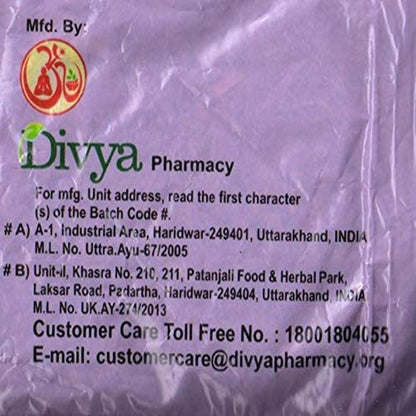 Mfd. By:
Divya Pharmacy
For mfg. Unit address, read the first character
(s) of the Batch Code #.
# A) A-1, Industrial Area, Haridwar-249401, Uttarakhand, INDIA
M.L. No. Uttra.Ayu-67/2005
# B) Unit-II, Khasra No. 210, 211, Patanjali Food & Herbal Park,
Laksar Road, Padartha, Haridwar-249404, Uttarakhand, INDIA
M.L. No. UK.AY-274/2013
Customer Care Toll Free No. : 18001804055
E-mail: customercare@divyapharmacy.org